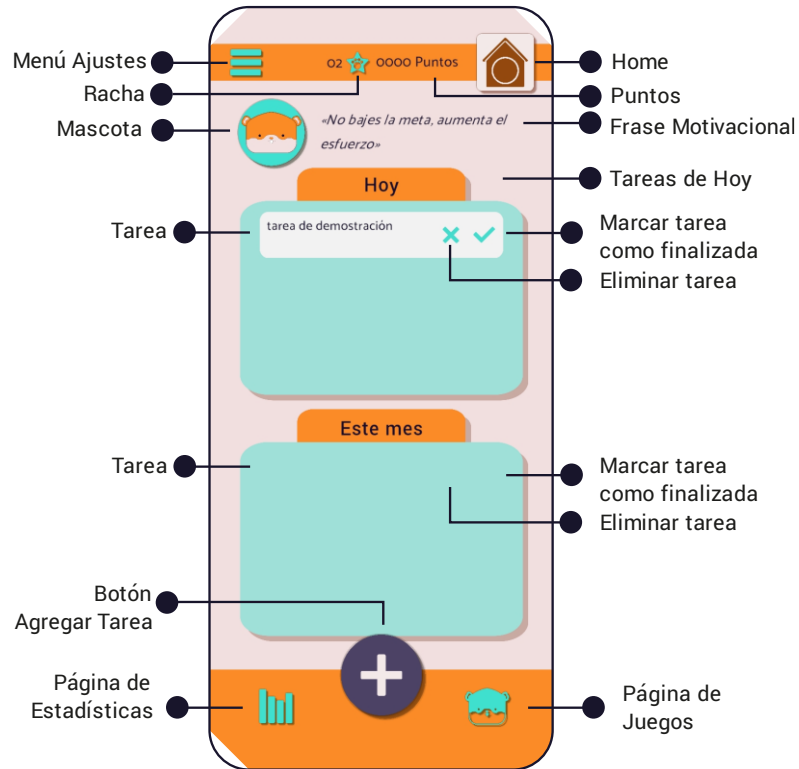 Menú Ajustes
02
0000 Puntos
Home
Racha
Puntos
Mascota
«No bajes la meta, aumenta el
esfuerzo»
Frase Motivacional
Hoy
Tareas de Hoy
Tarea
tarea de demostración
Marcar tarea
como finalizada
Eliminar tarea
Este mes
Tarea
Marcar tarea
como finalizada
Eliminar tarea
Botón
Agregar Tarea
Página de
Estadísticas
Página de
Juegos